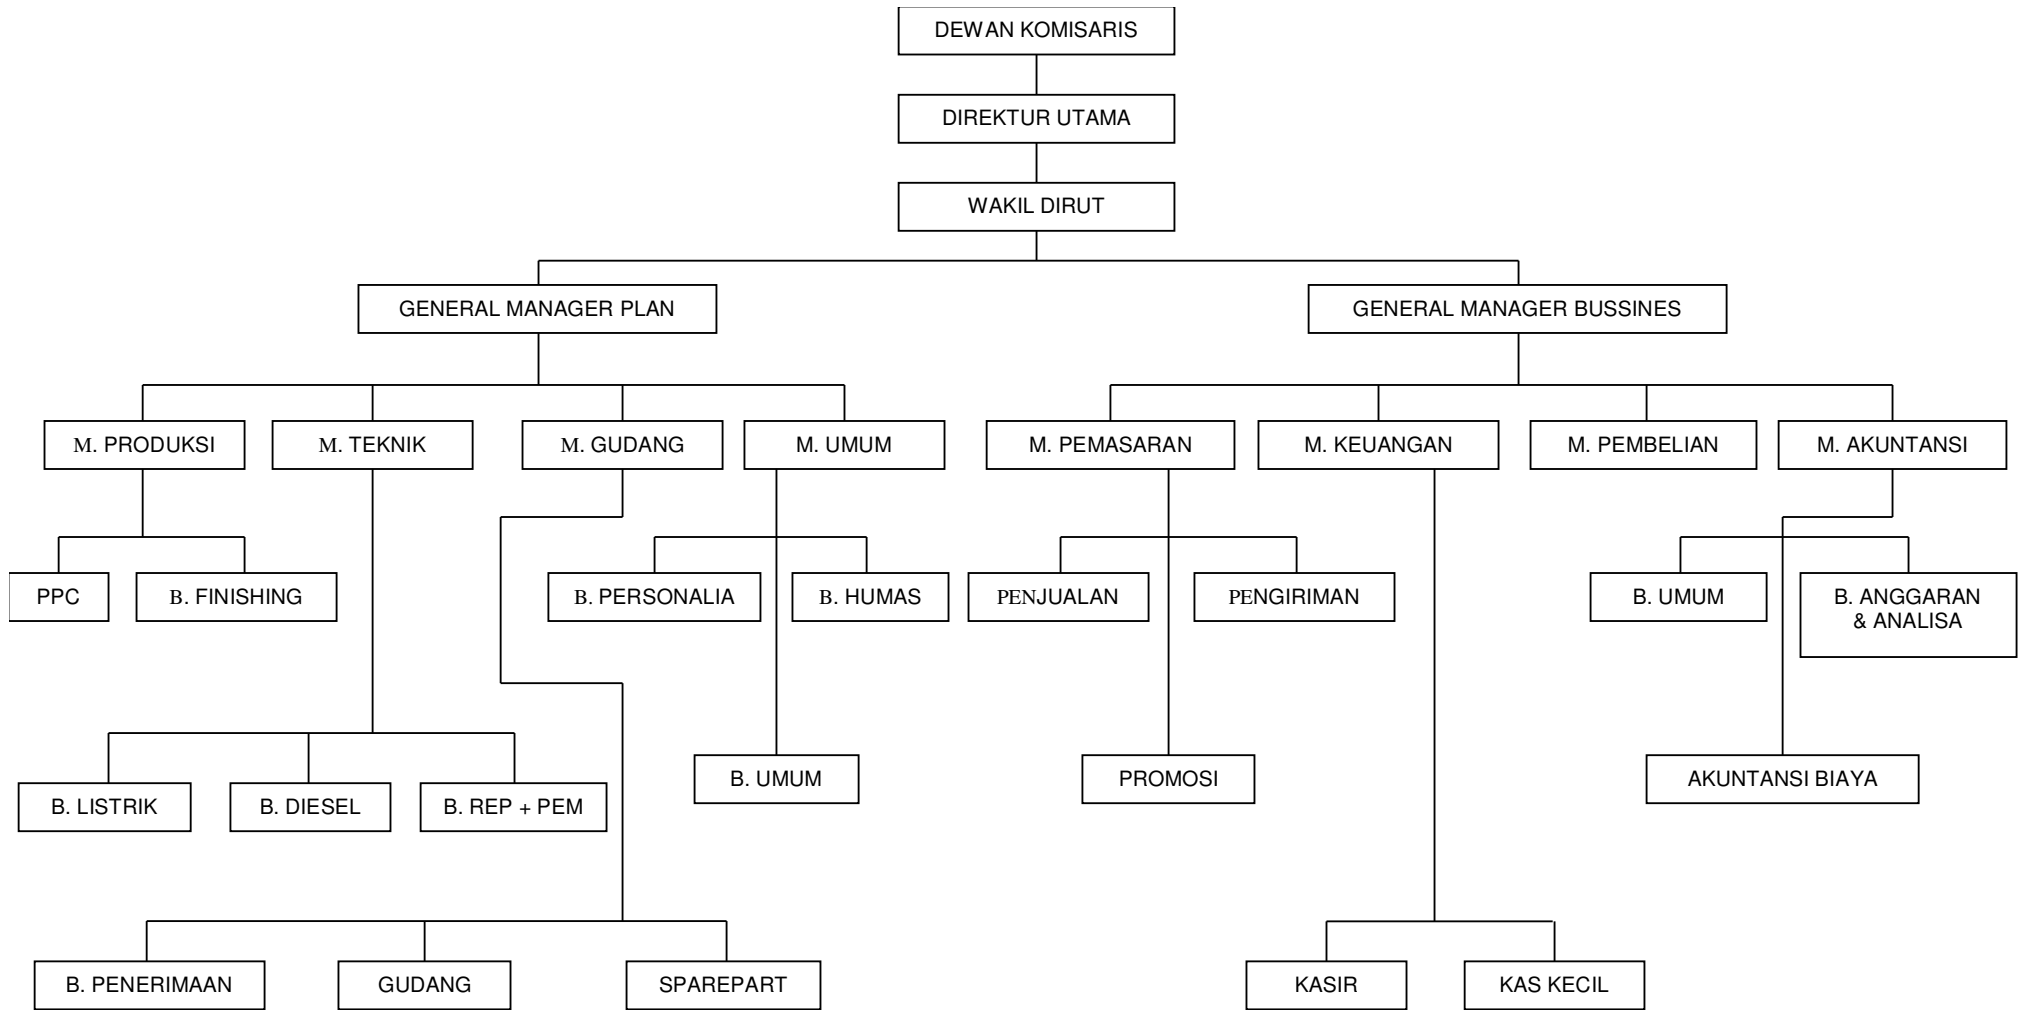 DEWAN KOMISARIS
DIREKTUR UTAMA
WAKIL DIRUT
GENERAL MANAGER PLAN
GENERAL MANAGER BUSSINES
M. PRODUKSI
M. TEKNIK
M. GUDANG
M. UMUM
M. PEMASARAN
M. KEUANGAN
M. PEMBELIAN
M. AKUNTANSI
PPC
B. FINISHING
B. PERSONALIA
B. HUMAS
PENJUALAN
PENGIRIMAN
B. UMUM
B. ANGGARAN
& ANALISA
B. UMUM
PROMOSI
AKUNTANSI BIAYA
B. LISTRIK
B. DIESEL
B. REP + PEM
B. PENERIMAAN
GUDANG
SPAREPART
KASIR
KAS KECIL